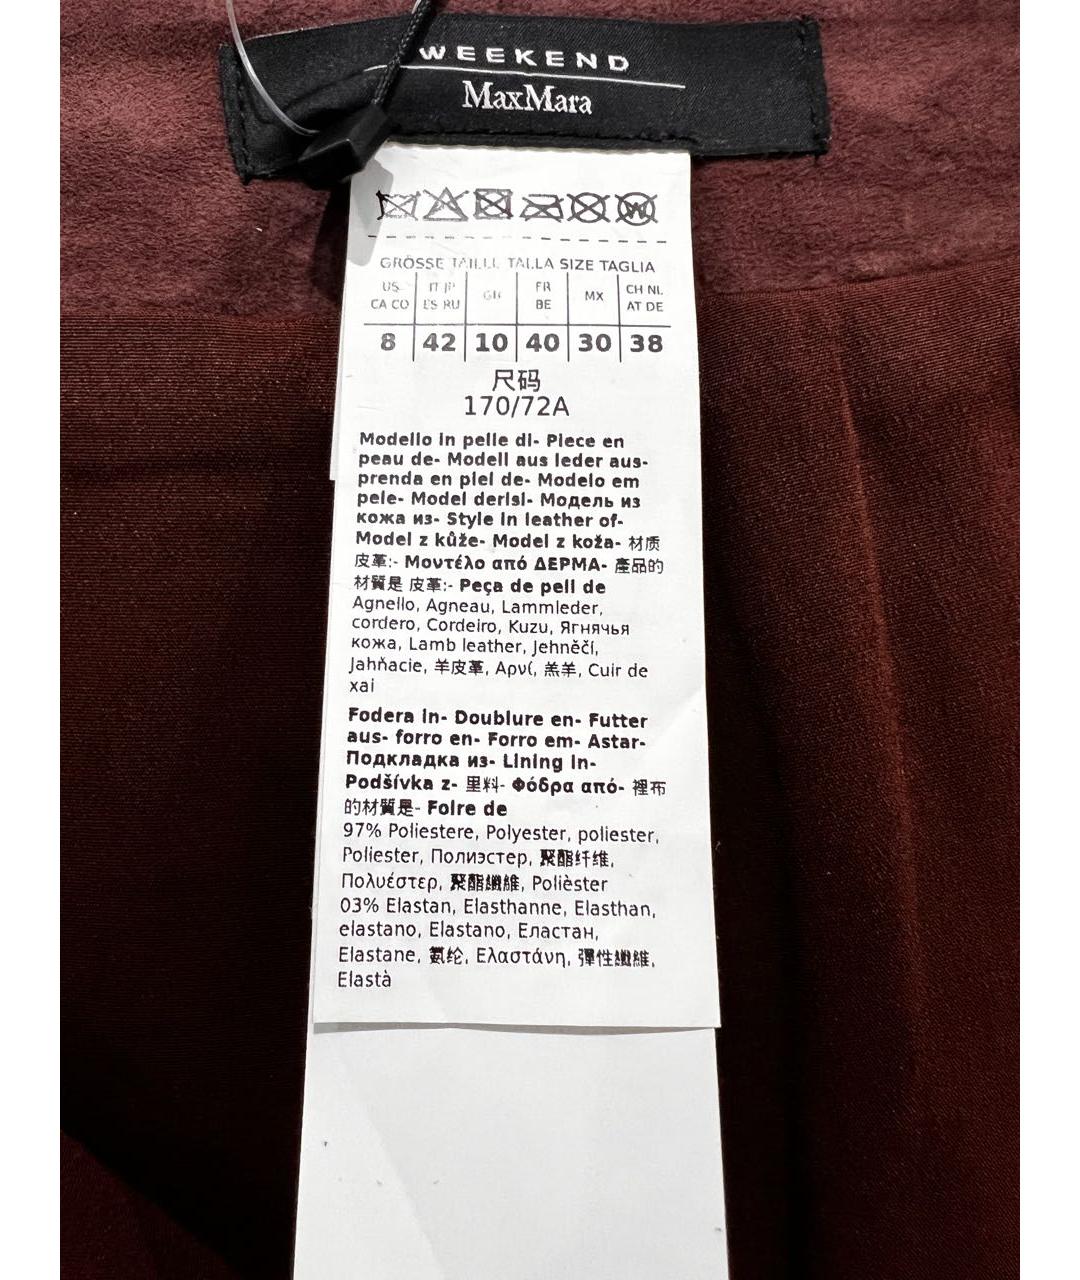 WEEKEND
MaxMara
GRÖSSE TAILLE TALLA SIZE TAGLIA
US IT JP GB FR MX CH NL
CA CO ES RU BE AT DE
8 42 10 40 30 38
尺码
170/72A
Modello in pelle di- Piece en
peau de- Modell aus leder aus-
prenda en piel de- Modelo em
pele- Model derisi- Модель из
кожа из- Style in leather of-
Model z kůže- Model z koža- 材质
皮革:- Μοντέλο από ΔΕΡΜΑ- 產品的
材質是 皮革:- Peça de pell de
Agnello, Agneau, Lammleder,
cordero, Cordeiro, Kuzu, Ягнячья
кожа, Lamb leather, Jehněčí,
Jahňacie, 羊皮革, Αρνί, 羔羊, Cuir de
xai
Fodera in- Doublure en- Futter
aus- forro en- Forro em- Astar-
Подкладка из- Lining in-
Podšívka z- 里料- Φόδρα από- 裡布
的材質是- Folre de
97% Poliestere, Polyester, poliester,
Poliester, Полиэстер, 聚酯纤维,
Πολυέστερ, 聚酯纖維, Polièster
03% Elastan, Elasthanne, Elasthan,
elastano, Elastano, Еластан,
Elastane, 氨纶, Ελαστάνη, 彈性纖維,
Elastà